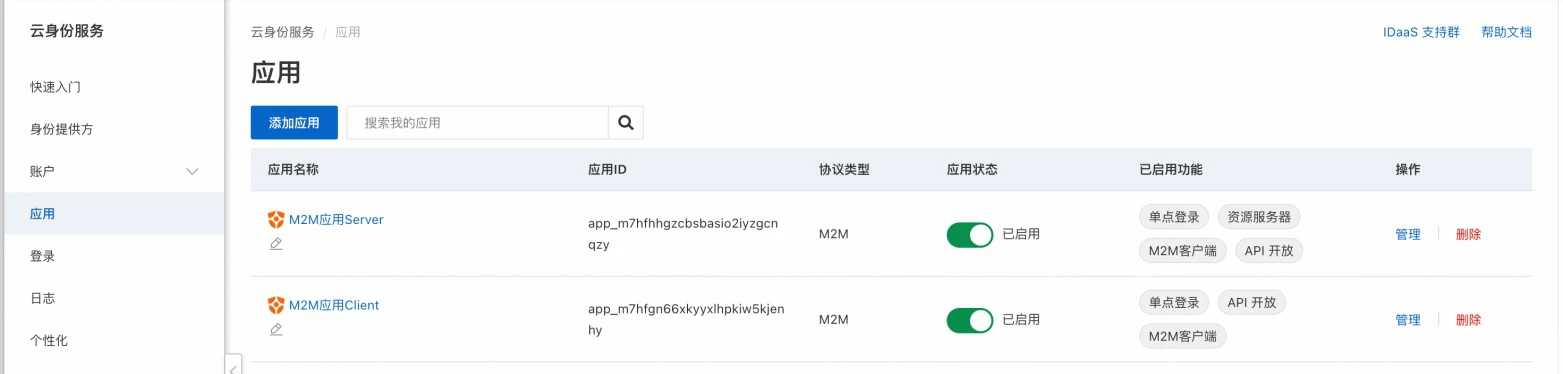 云身份服务
快速入门
身份提供方
账户
应用
登录
日志
个性化
云身份服务 / 应用
IDaaS 支持群 帮助文档
应用
添加应用 搜索我的应用
应用名称 应用ID 协议类型 应用状态 已启用功能 操作
M2M应用Server app_m7hfhhgzcbsbasio2iyzgcn
qzy M2M 已启用 单点登录 资源服务器
M2M客户端 API 开放 管理 删除
M2M应用Client app_m7hfgn66xkyyxlhpkiw5kjen
hy M2M 已启用 单点登录 API 开放
M2M客户端 管理 删除